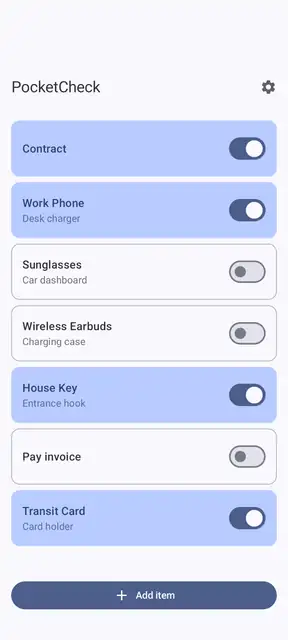 PocketCheck
Contract
Work Phone
Desk charger
Sunglasses
Car dashboard
Wireless Earbuds
Charging case
House Key
Entrance hook
Pay invoice
Transit Card
Card holder
Add item